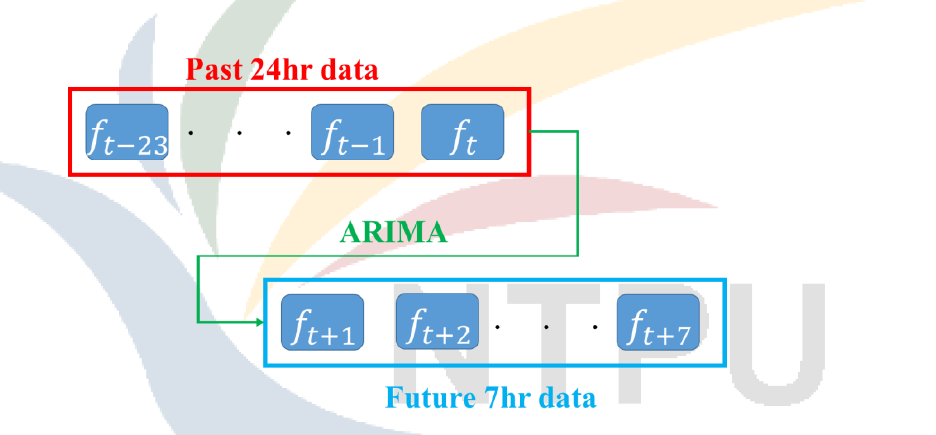 Past 24hr data
f_{t−23} · · · f_{t−1} f_t
ARIMA
f_{t+1} f_{t+2} · · · f_{t+7}
Future 7hr data
NTPU